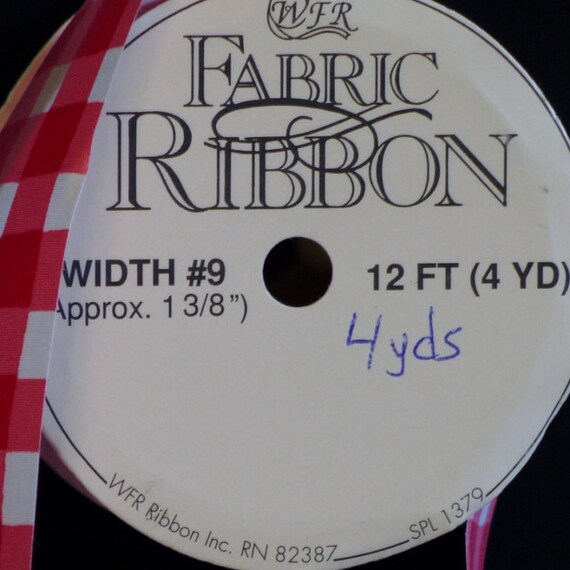 WFR
FABRIC
RIBBON
WIDTH #9
12 FT (4 YD)
Approx. 1 3/8")
4yds
WFR Ribbon Inc. RN 82387
SPL 1379